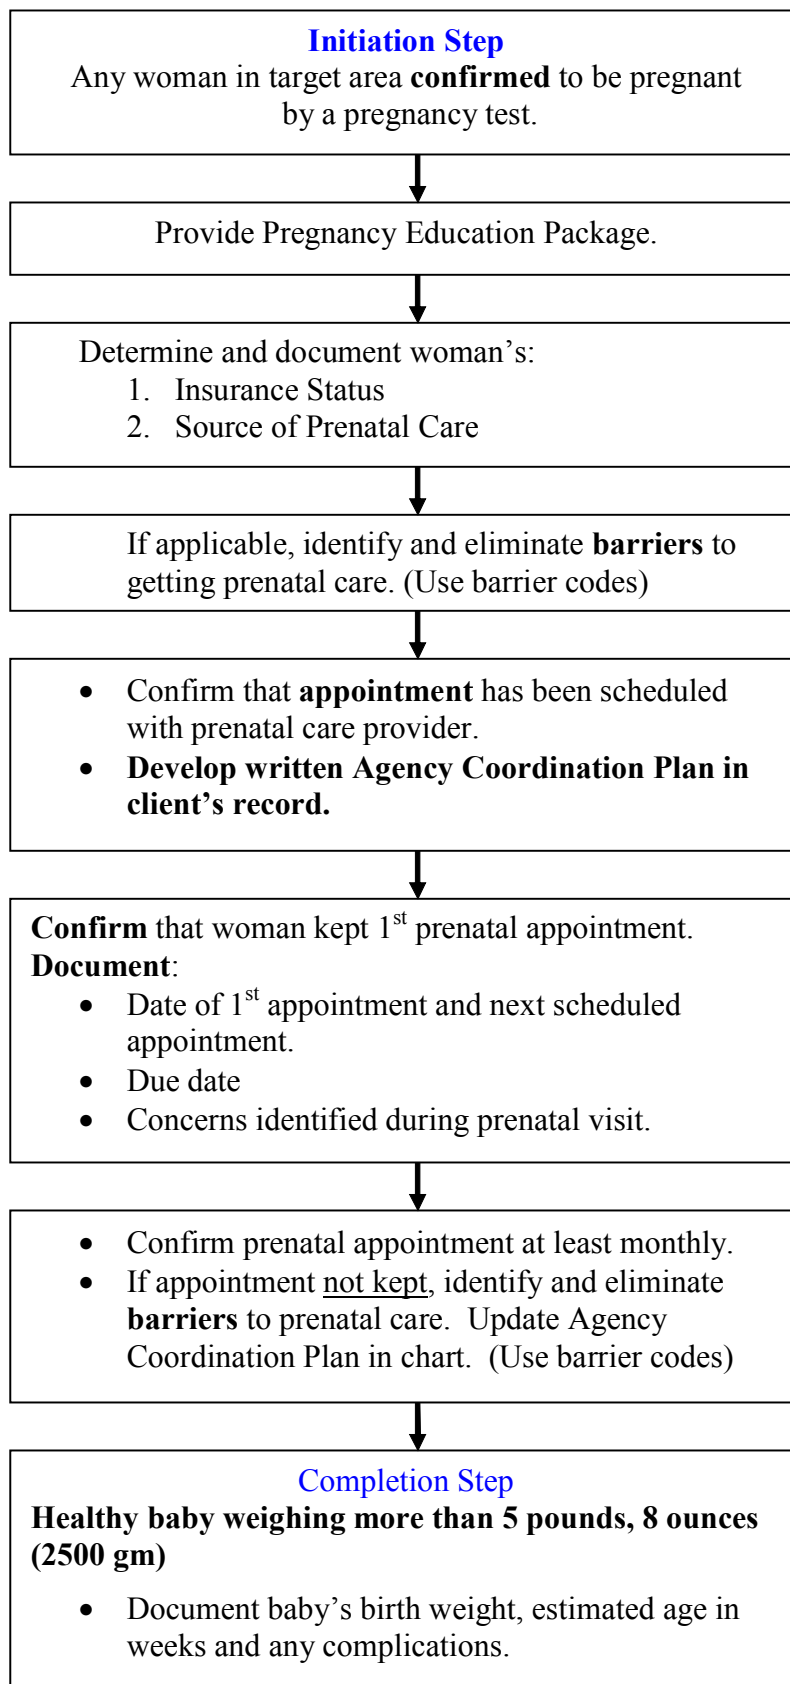 Initiation Step
Any woman in target area confirmed to be pregnant
by a pregnancy test.
Provide Pregnancy Education Package.
Determine and document woman’s:
1. Insurance Status
2. Source of Prenatal Care
If applicable, identify and eliminate barriers to
getting prenatal care. (Use barrier codes)
• Confirm that appointment has been scheduled
with prenatal care provider.
• Develop written Agency Coordination Plan in
client’s record.
Confirm that woman kept 1st prenatal appointment.
Document:
• Date of 1st appointment and next scheduled
appointment.
• Due date
• Concerns identified during prenatal visit.
• Confirm prenatal appointment at least monthly.
• If appointment not kept, identify and eliminate
barriers to prenatal care. Update Agency
Coordination Plan in chart. (Use barrier codes)
Completion Step
Healthy baby weighing more than 5 pounds, 8 ounces
(2500 gm)
• Document baby’s birth weight, estimated age in
weeks and any complications.